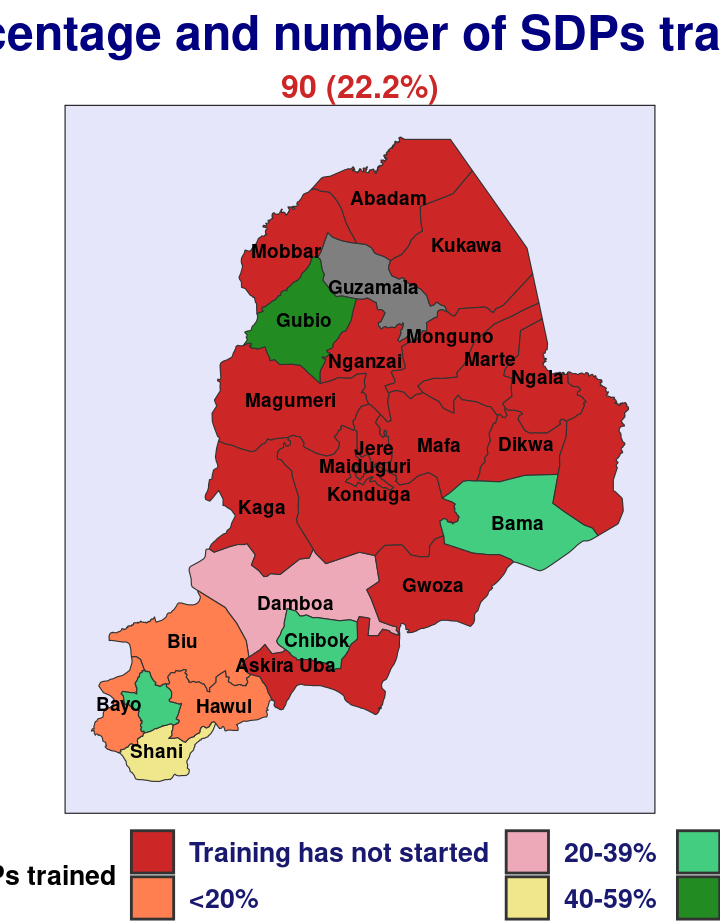 centage and number of SDPs tra
90 (22.2%)
Abadam
Kukawa
Mobbar
Guzamala
Gubio
Monguno
Nganzai
Marte
Ngala
Magumeri
Jere
Mafa
Dikwa
Maiduguri
Konduga
Kaga
Bama
Gwoza
Damboa
Biu
Chibok
Askira Uba
Bayo
Hawul
Shani
Ps trained
Training has not started
20-39%
<20%
40-59%